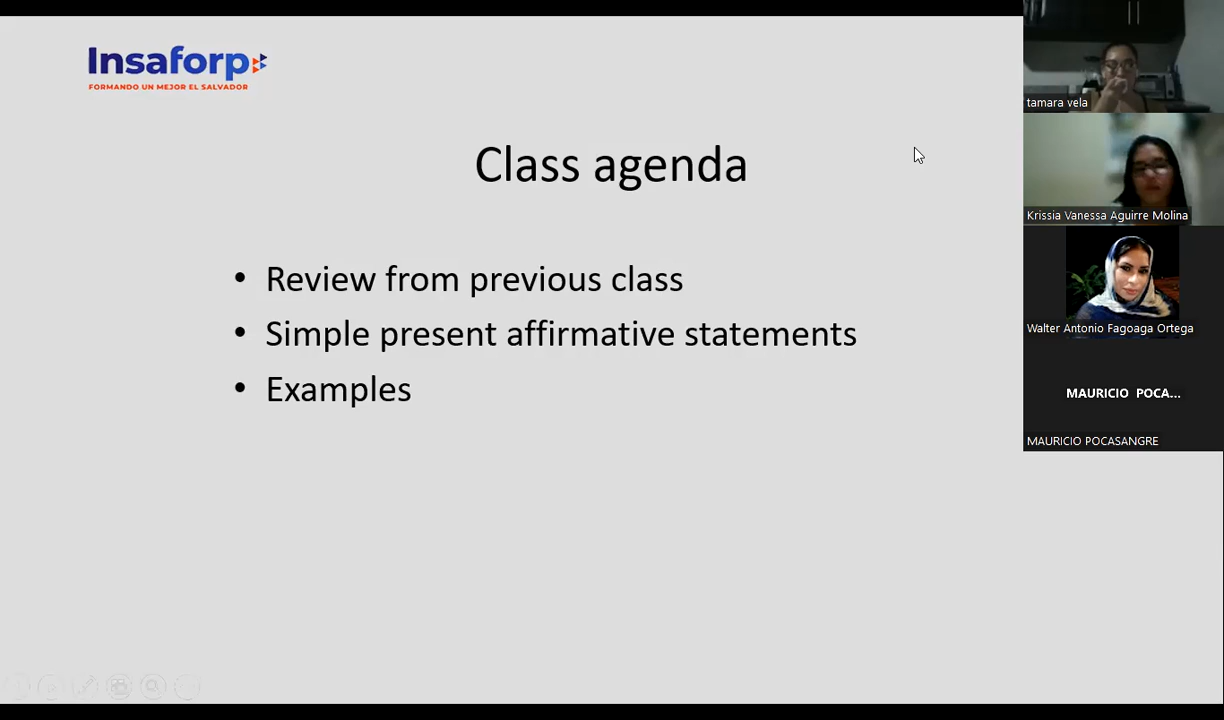 Insaforp
FORMANDO UN MEJOR EL SALVADOR
Class agenda
• Review from previous class
• Simple present affirmative statements
• Examples
tamara vela
Krissia Vanessa Aguirre Molina
Walter Antonio Fagoaga Ortega
MAURICIO POCA...
MAURICIO POCASANGRE